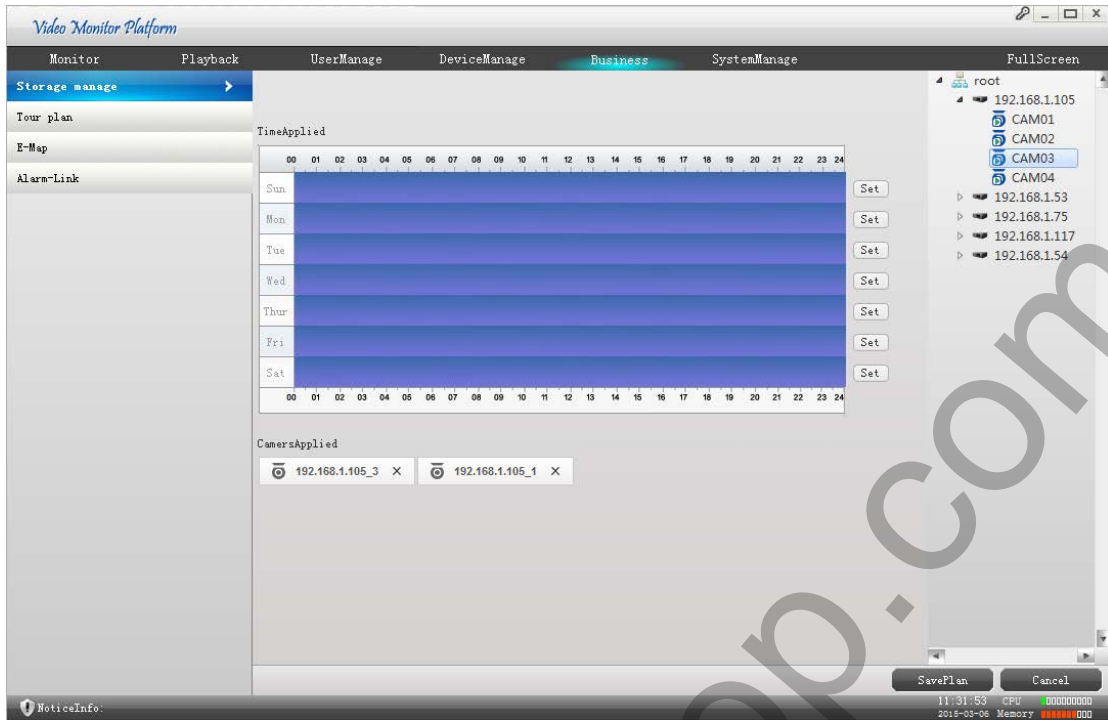 Video Monitor Platform
Monitor Playback UserManage DeviceManage Business SystemManage FullScreen
Storage manage
Tour plan
E-Map
Alarm-Link
TimeApplied
00 01 02 03 04 05 06 07 08 09 10 11 12 13 14 15 16 17 18 19 20 21 22 23 24
Sun Set
Mon Set
Tue Set
Wed Set
Thur Set
Fri Set
Sat Set
00 01 02 03 04 05 06 07 08 09 10 11 12 13 14 15 16 17 18 19 20 21 22 23 24
CamersApplied
192.168.1.105_3 X 192.168.1.105_1 X
root
192.168.1.105
CAM01
CAM02
CAM03
CAM04
192.168.1.53
192.168.1.75
192.168.1.117
192.168.1.54
SavePlan Cancel
NoticeInfo:
11:31:53 CPU
2015-03-06 Memory
op.com